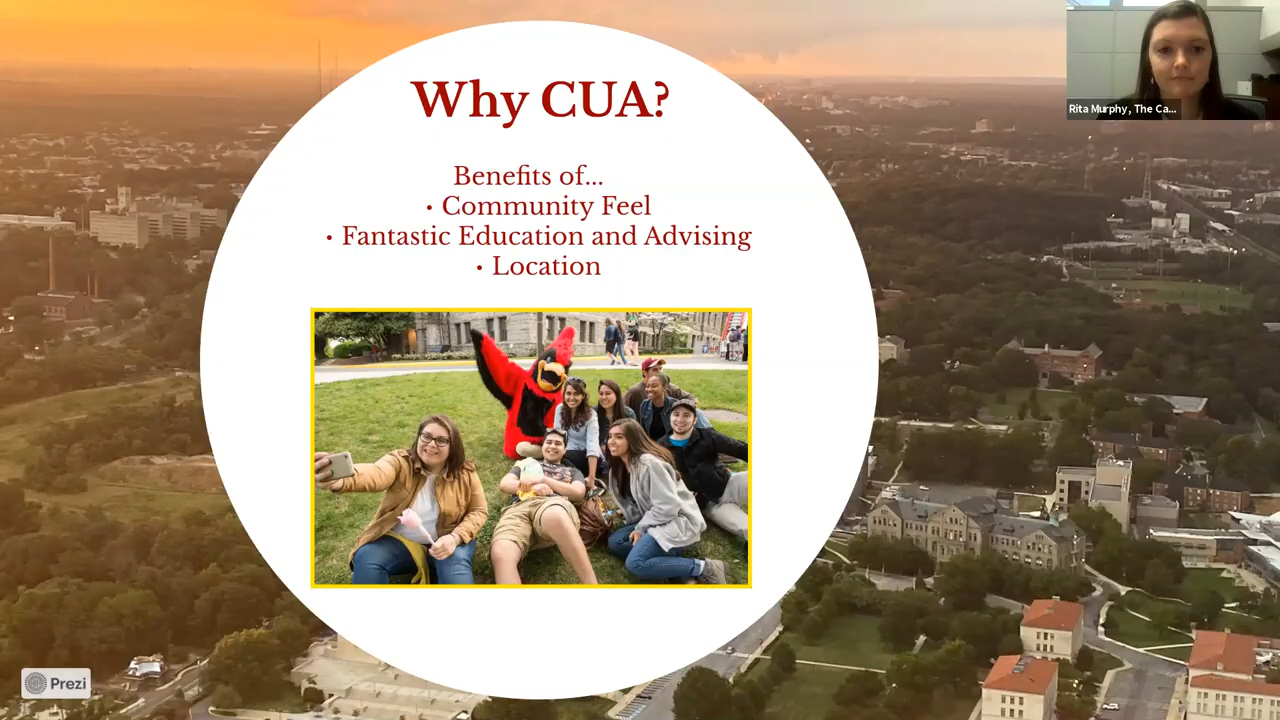 Why CUA?
Benefits of...
• Community Feel
• Fantastic Education and Advising
• Location
Rita Murphy, The Ca...
Prezi